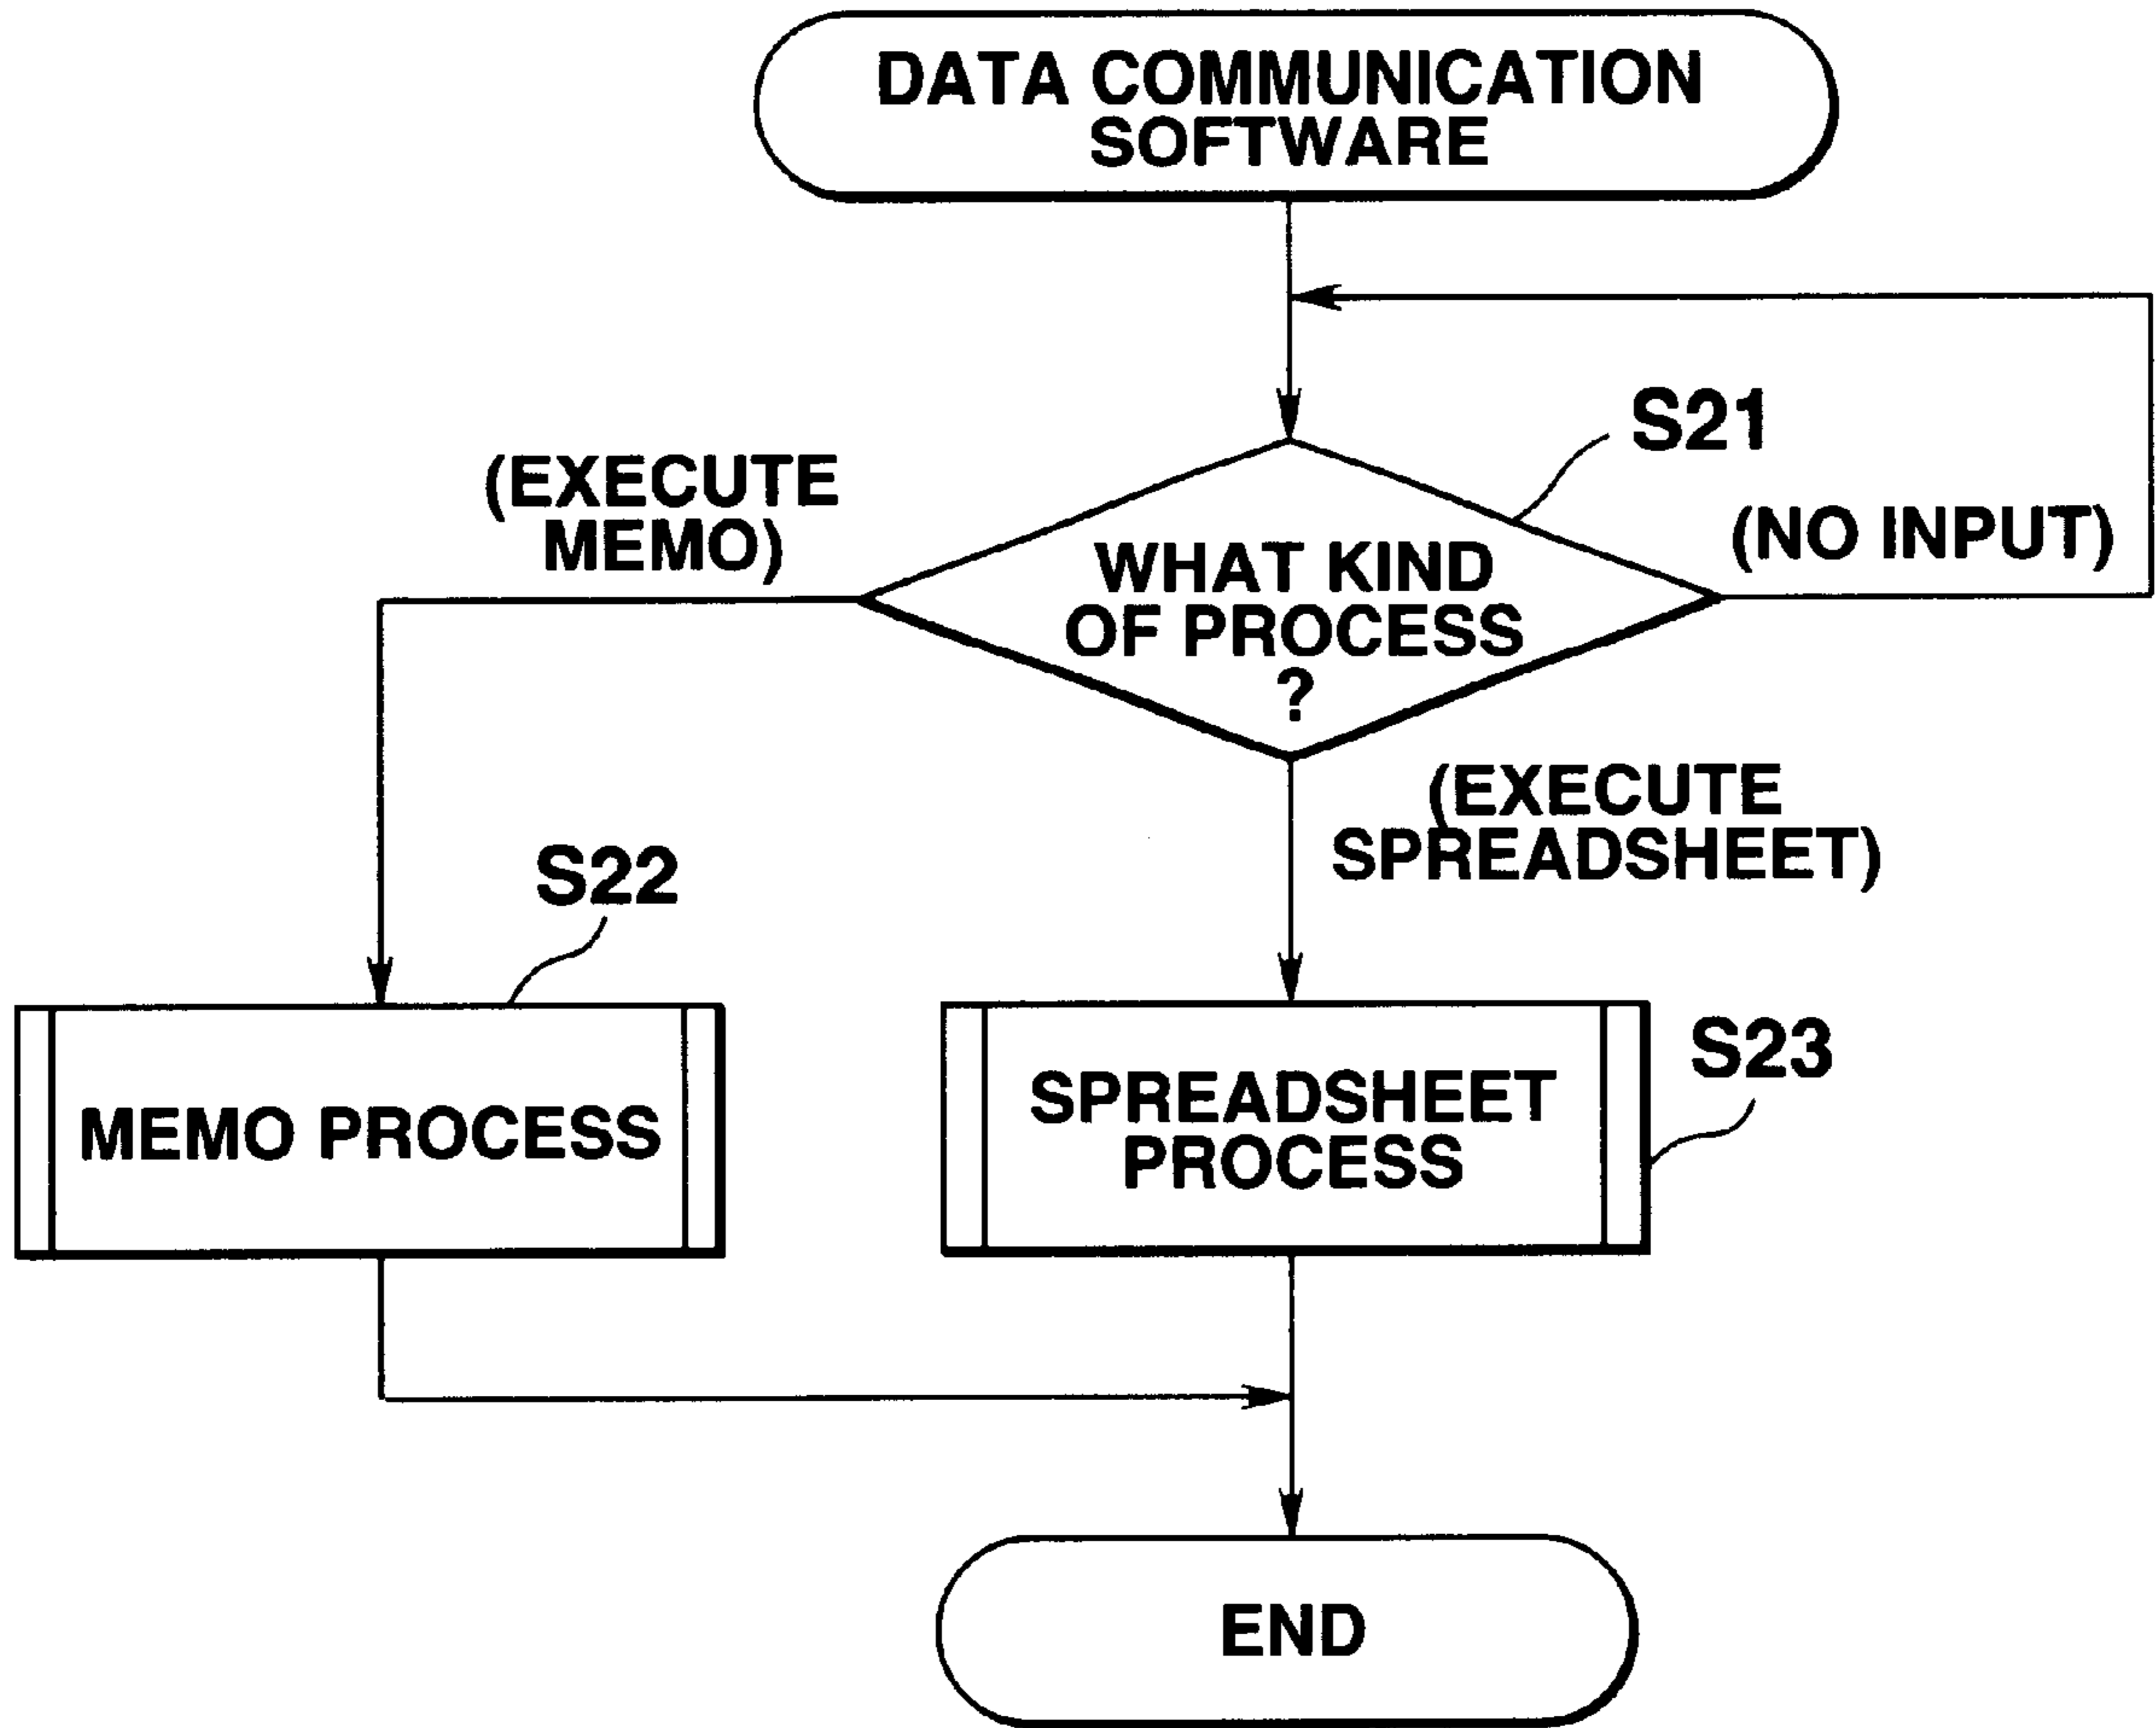 DATA COMMUNICATION
SOFTWARE
S21
(EXECUTE
MEMO)
(NO INPUT)
WHAT KIND
OF PROCESS
?
(EXECUTE
SPREADSHEET)
S22
S23
MEMO PROCESS
SPREADSHEET
PROCESS
END